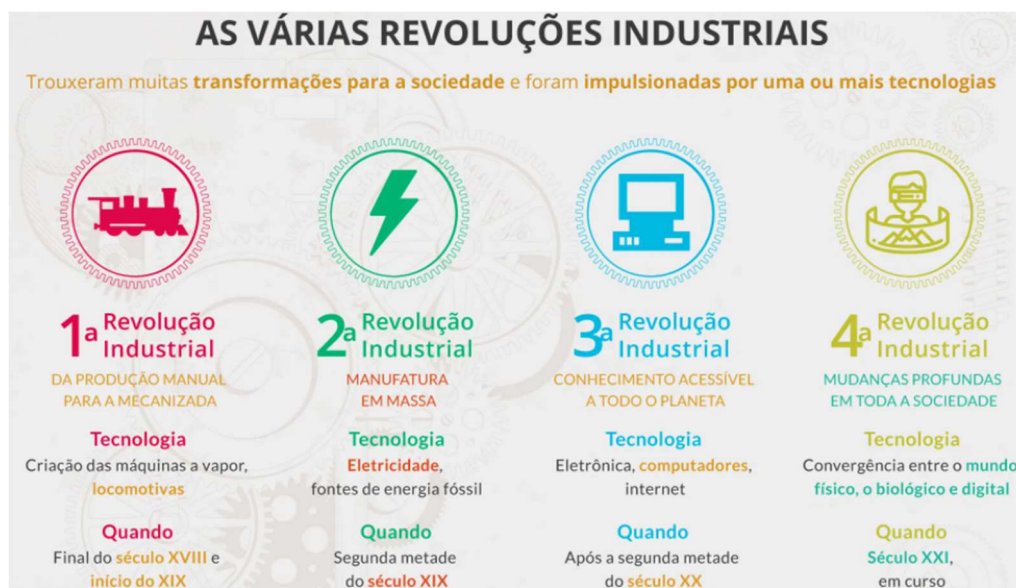 AS VÁRIAS REVOLUÇÕES INDUSTRIAIS
Trouxeram muitas transformações para a sociedade e foram impulsionadas por uma ou mais tecnologias
1ª Revolução
Industrial
DA PRODUÇÃO MANUAL
PARA A MECANIZADA
Tecnologia
Criação das máquinas a vapor,
locomotivas
Quando
Final do século XVIII e
início do XIX
2ª Revolução
Industrial
MANUFATURA
EM MASSA
Tecnologia
Eletricidade,
fontes de energia fóssil
Quando
Segunda metade
do século XIX
3ª Revolução
Industrial
CONHECIMENTO ACESSÍVEL
A TODO O PLANETA
Tecnologia
Eletrônica, computadores,
internet
Quando
Após a segunda metade
do século XX
4ª Revolução
Industrial
MUDANÇAS PROFUNDAS
EM TODA A SOCIEDADE
Tecnologia
Convergência entre o mundo
físico, o biológico e digital
Quando
Século XXI,
em curso